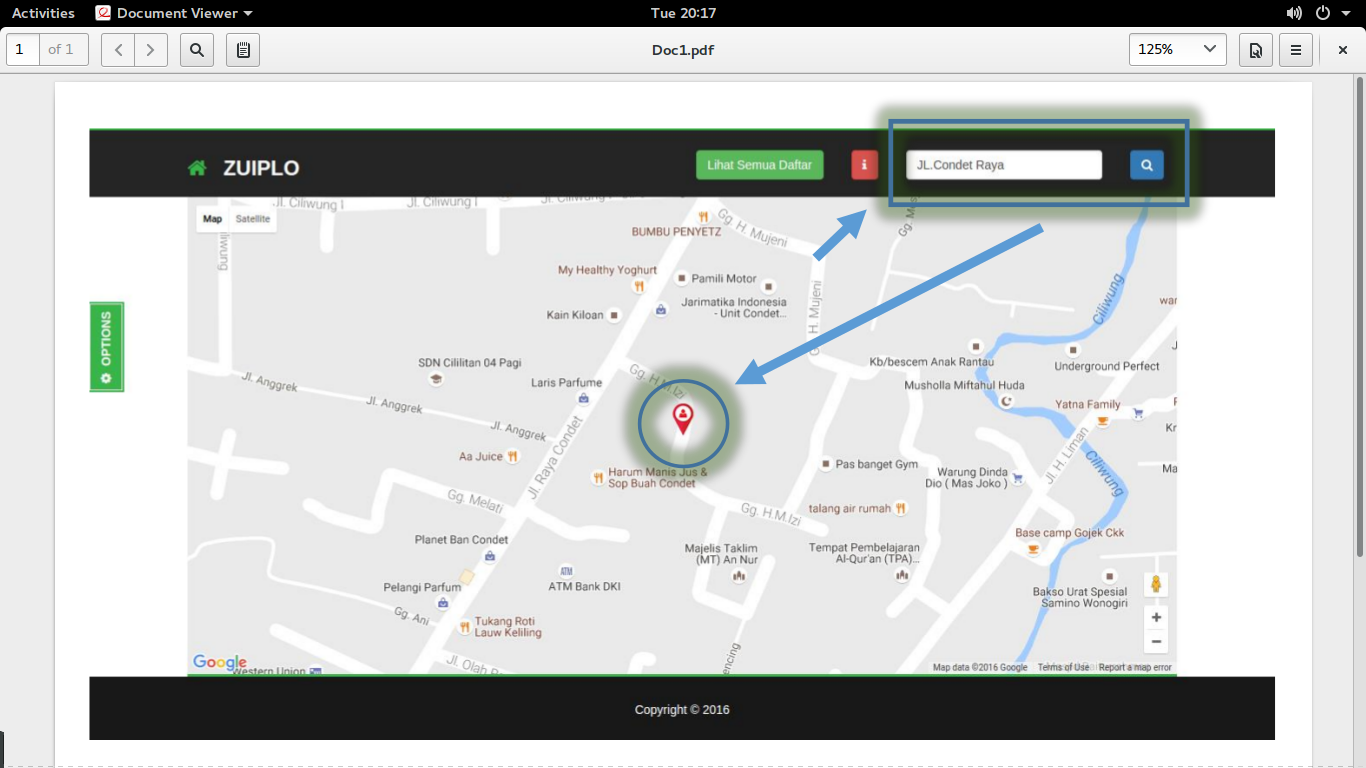 Activities Document Viewer Tue 20:17
1 of 1 Doc1.pdf 125%
ZUIPLO Lihat Semua Daftar i JL.Condet Raya
Jl. Ciliwung I
Jl. Ciliwung I
Map Satellite
BUMBU PENYETZ
Gg. H. Mujeni
My Healthy Yoghurt
Pamili Motor
Jarimatika Indonesia
- Unit Condet...
Kain Kiloan
H. Mujeni
Ciliwung
OPTIONS
SDN Cililitan 04 Pagi
Kb/bescem Anak Rantau
Underground Perfect
Laris Parfume
Gg. H.M.Izi
Musholla Miftahul Huda
Jl. Anggrek
Jl. Anggrek
Jl. Anggrek
Yatna Family
Jl. Raya Condet
Jl. H. Liman
Aa Juice
Harum Manis Jus &
Sop Buah Condet
Pas banget Gym
Warung Dinda
Dio ( Mas Joko )
Ciliwung
Gg. Melati
Gg. H.M.Izi
talang air rumah
Planet Ban Condet
Majelis Taklim
(MT) An Nur
Tempat Pembelajaran
Al-Qur'an (TPA)...
Base camp Gojek Ckk
Pelangi Parfum
ATM
ATM Bank DKI
Bakso Urat Spesial
Samino Wonogiri
Gg. Ani
Tukang Roti
Lauw Keliling
Google
Western Union
Jl. Olah
Map data ©2016 Google Terms of Use Report a map error
Copyright © 2016